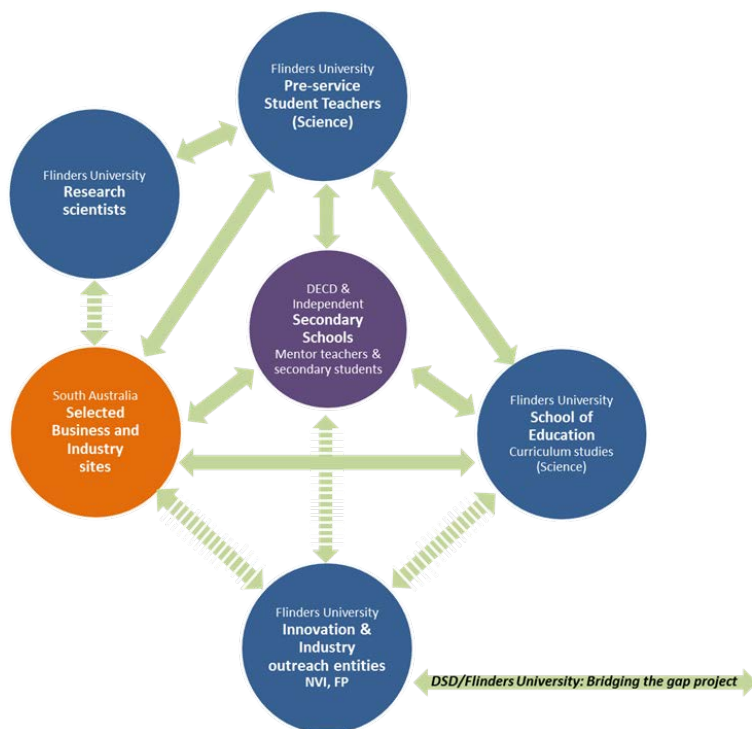 Flinders University
Pre-service
Student Teachers
(Science)
Flinders University
Research
scientists
DECD &
Independent
Secondary
Schools
Mentor teachers &
secondary students
South Australia
Selected
Business and
Industry
sites
Flinders University
School of
Education
Curriculum studies
(Science)
Flinders University
Innovation &
Industry
outreach entities
NVI, FP
DSD/Flinders University: Bridging the gap project